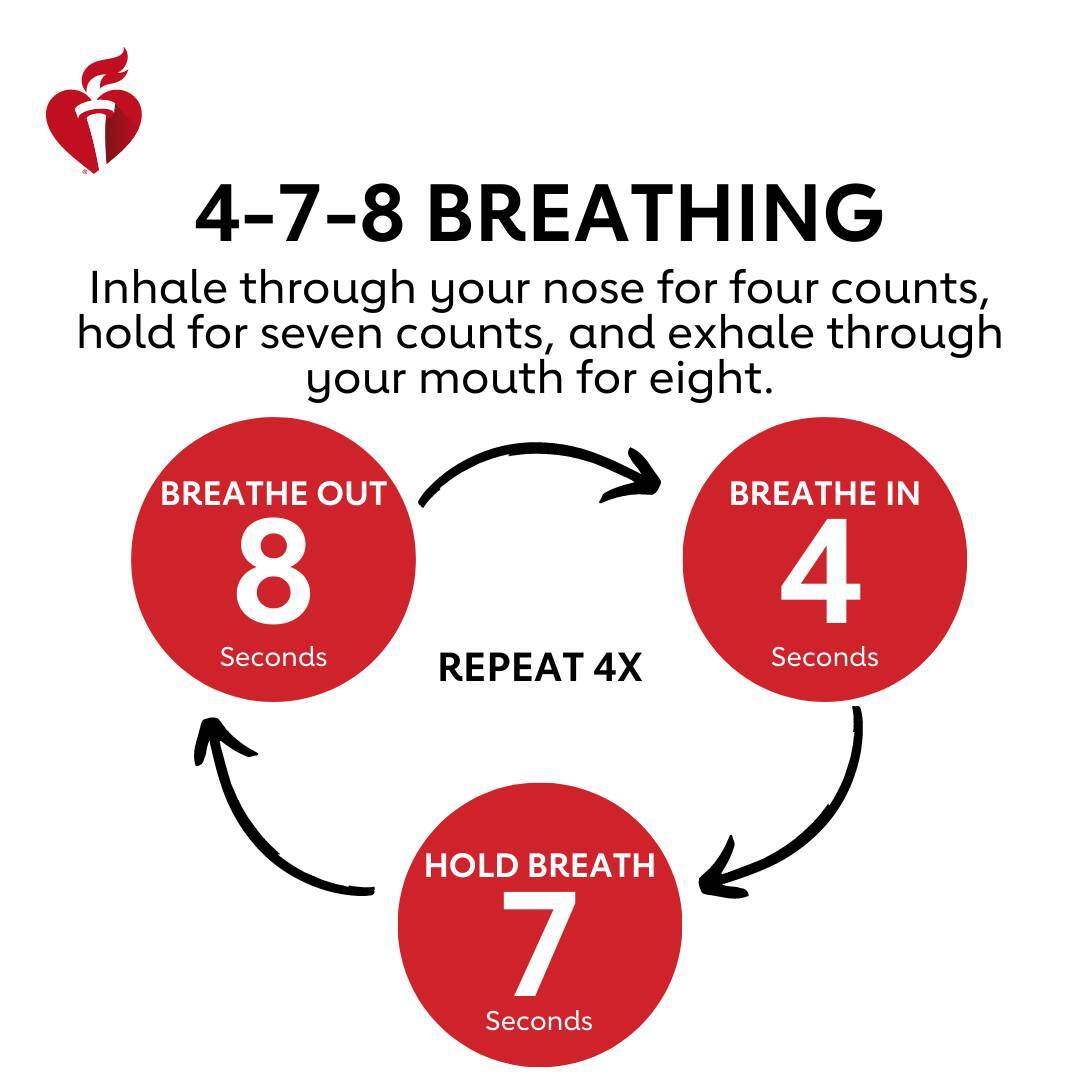 4-7-8 BREATHING
Inhale through your nose for four counts,
hold for seven counts, and exhale through
your mouth for eight.
BREATHE OUT
8
Seconds
BREATHE IN
4
Seconds
REPEAT 4X
HOLD BREATH
7
Seconds